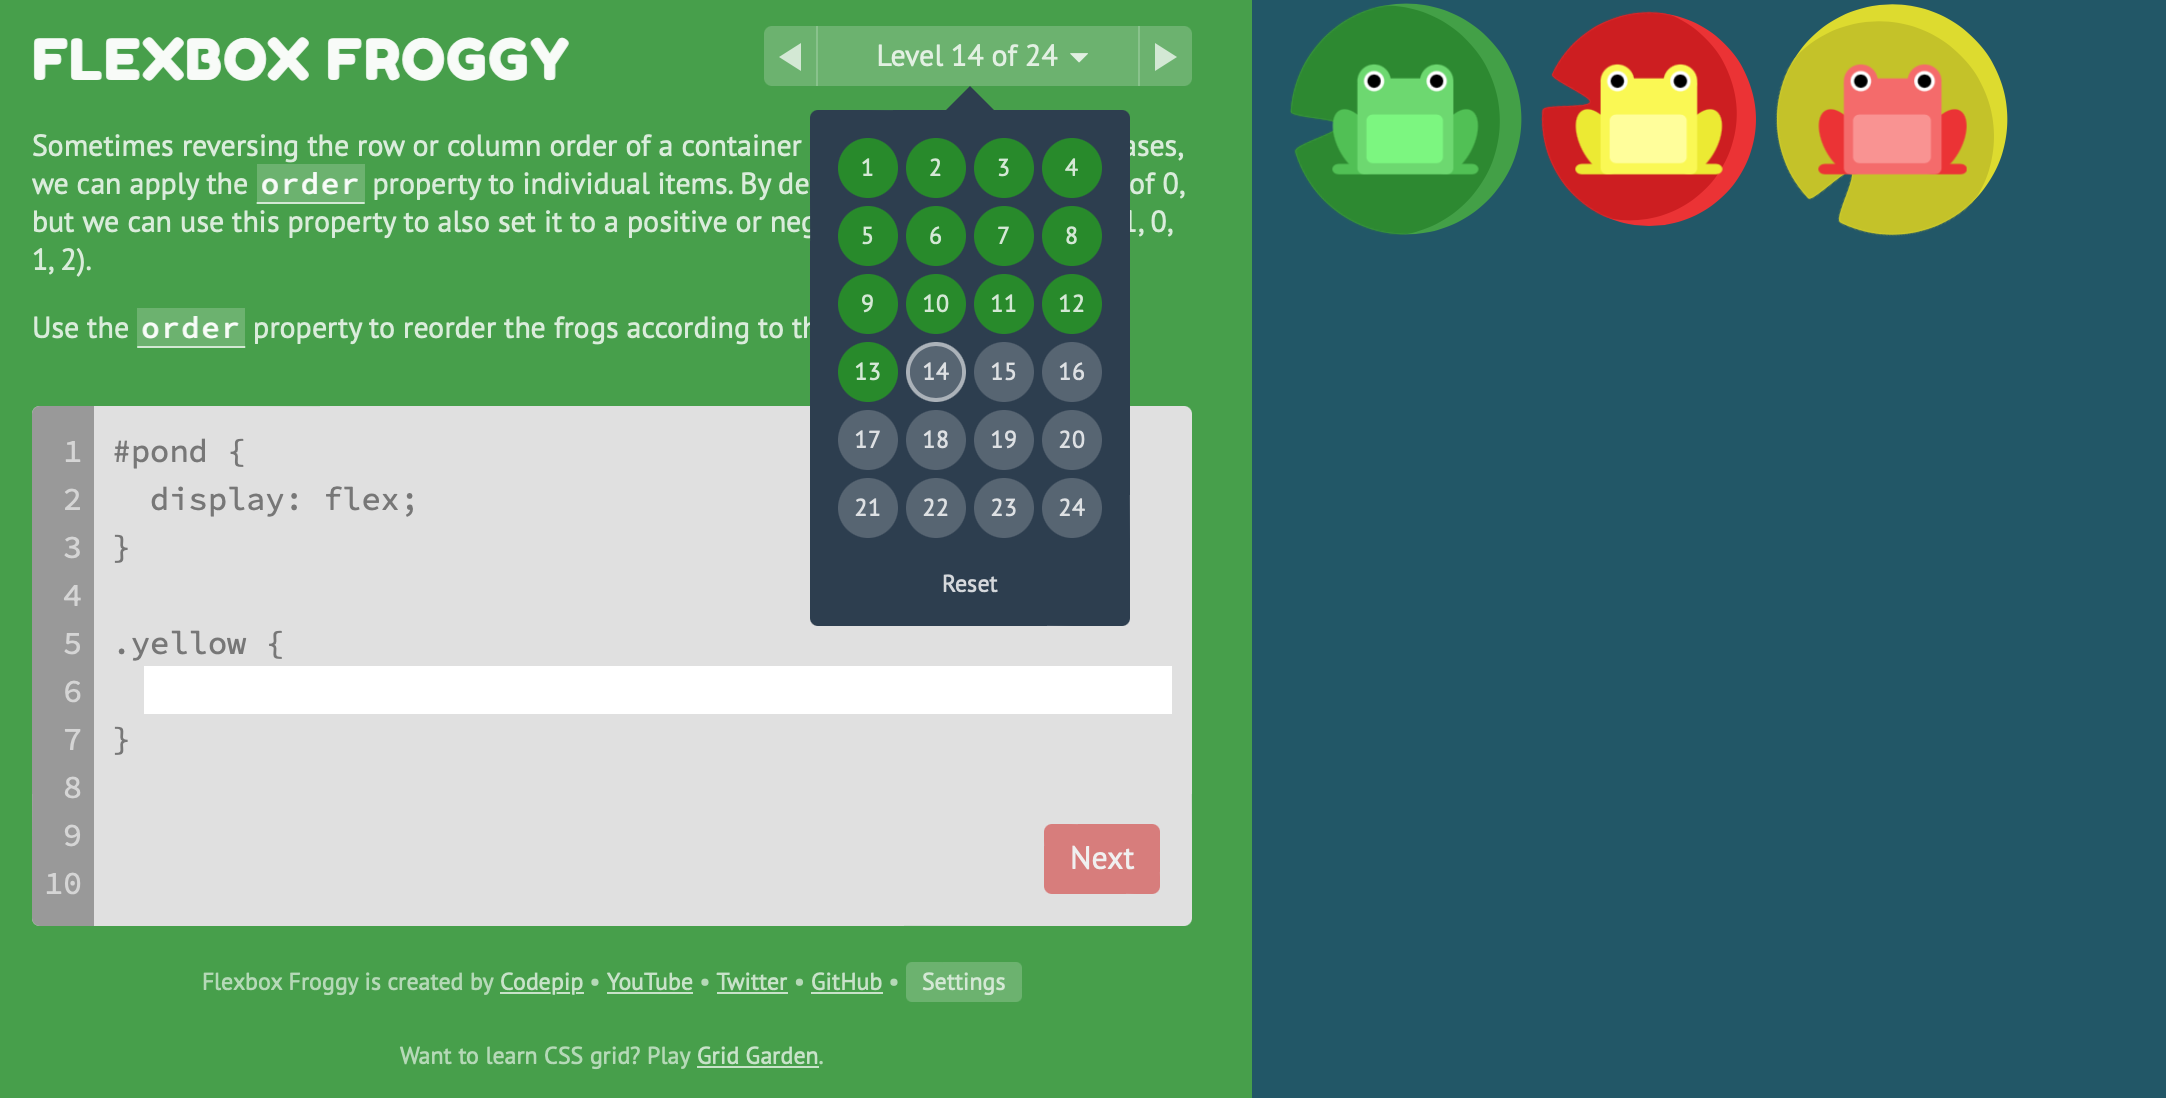 FLEXBOX FROGGY
Level 14 of 24
Sometimes reversing the row or column order of a container ases,
we can apply the order property to individual items. By de of 0,
but we can use this property to also set it to a positive or neg 1, 0,
1, 2).
Use the order property to reorder the frogs according to th
1 2 3 4
5 6 7 8
9 10 11 12
13 14 15 16
17 18 19 20
21 22 23 24
Reset
1 #pond {
2 display: flex;
3 }
4
5 .yellow {
6
7 }
8
9
10
Next
Flexbox Froggy is created by Codepip • YouTube • Twitter • GitHub • Settings
Want to learn CSS grid? Play Grid Garden.